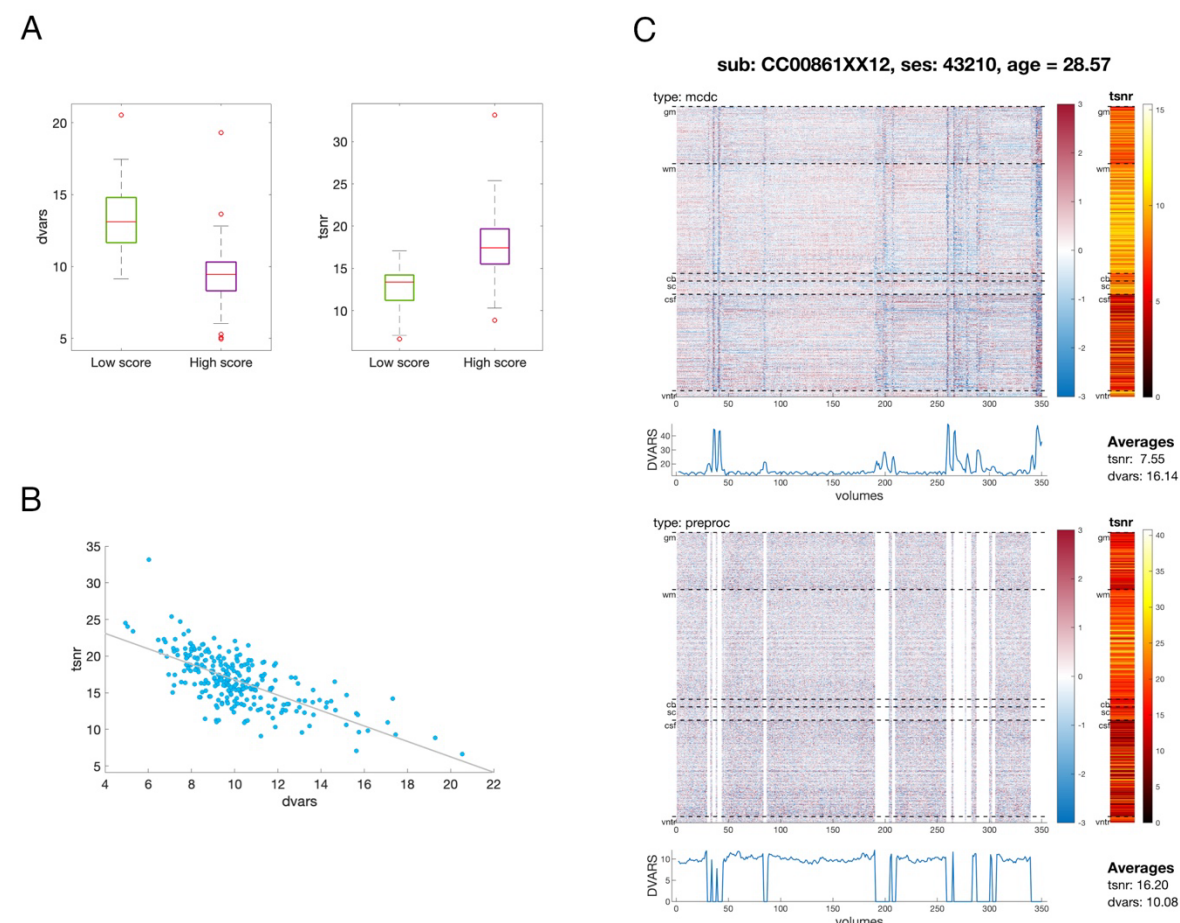 A
20
15
10
5
dvars
Low score
High score
30
25
20
15
10
tsnr
Low score
High score
B
35
30
25
20
15
10
5
tsnr
4 6 8 10 12 14 16 18 20 22
dvars
C
sub: CC00861XX12, ses: 43210, age = 28.57
type: mcdc
tsnr
gm
wm
cb
sc
csf
vntr
0 50 100 150 200 250 300 350
3
2
1
0
-1
-2
-3
15
10
5
0
DVARS
40
20
0 50 100 150 200 250 300 350
volumes
Averages
tsnr: 7.55
dvars: 16.14
type: preproc
tsnr
gm
wm
cb
sc
csf
vntr
0 50 100 150 200 250 300 350
3
2
1
0
-1
-2
-3
40
35
30
25
20
15
10
5
0
DVARS
10
5
0
0 50 100 150 200 250 300 350
volumes
Averages
tsnr: 16.20
dvars: 10.08